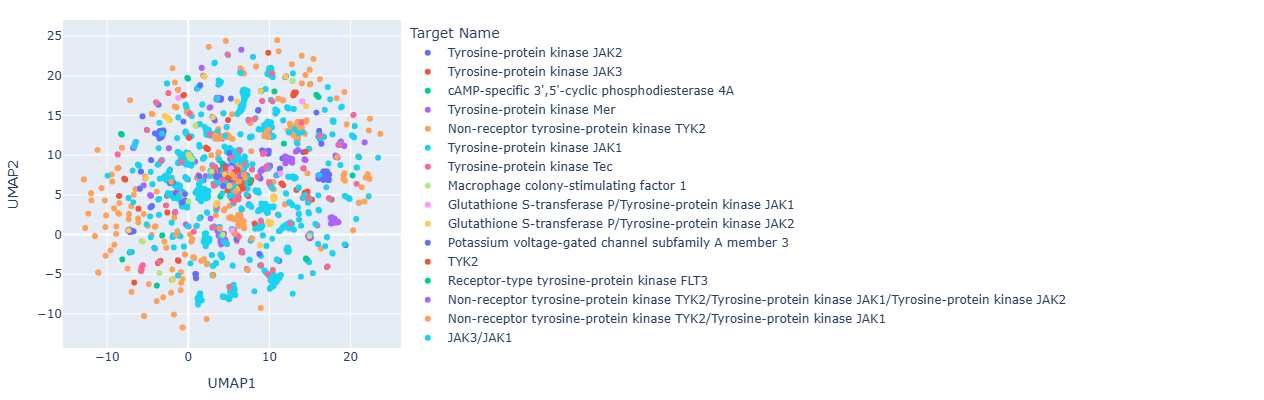 Target Name
Tyrosine-protein kinase JAK2
Tyrosine-protein kinase JAK3
cAMP-specific 3',5'-cyclic phosphodiesterase 4A
Tyrosine-protein kinase Mer
Non-receptor tyrosine-protein kinase TYK2
Tyrosine-protein kinase JAK1
Tyrosine-protein kinase Tec
Macrophage colony-stimulating factor 1
Glutathione S-transferase P/Tyrosine-protein kinase JAK1
Glutathione S-transferase P/Tyrosine-protein kinase JAK2
Potassium voltage-gated channel subfamily A member 3
TYK2
Receptor-type tyrosine-protein kinase FLT3
Non-receptor tyrosine-protein kinase TYK2/Tyrosine-protein kinase JAK1/Tyrosine-protein kinase JAK2
Non-receptor tyrosine-protein kinase TYK2/Tyrosine-protein kinase JAK1
JAK3/JAK1
25
20
15
10
5
0
−5
−10
UMAP2
−10 0 10 20
UMAP1